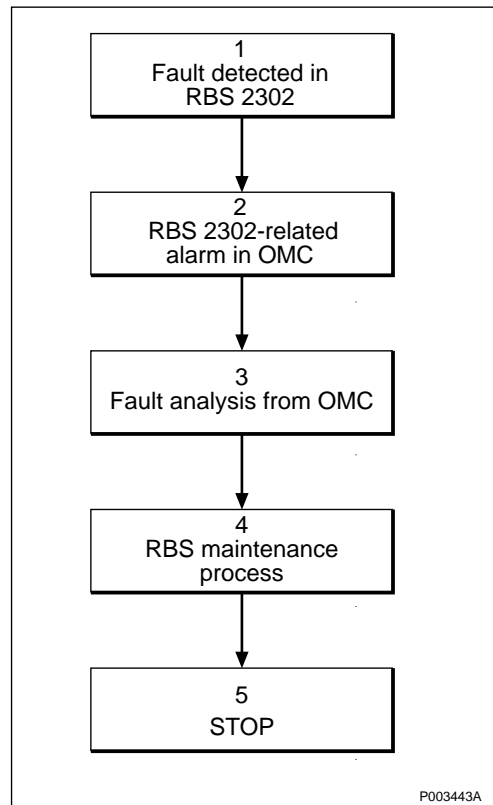 1
Fault detected in
RBS 2302
2
RBS 2302-related
alarm in OMC
3
Fault analysis from OMC
4
RBS maintenance
process
5
STOP
P003443A